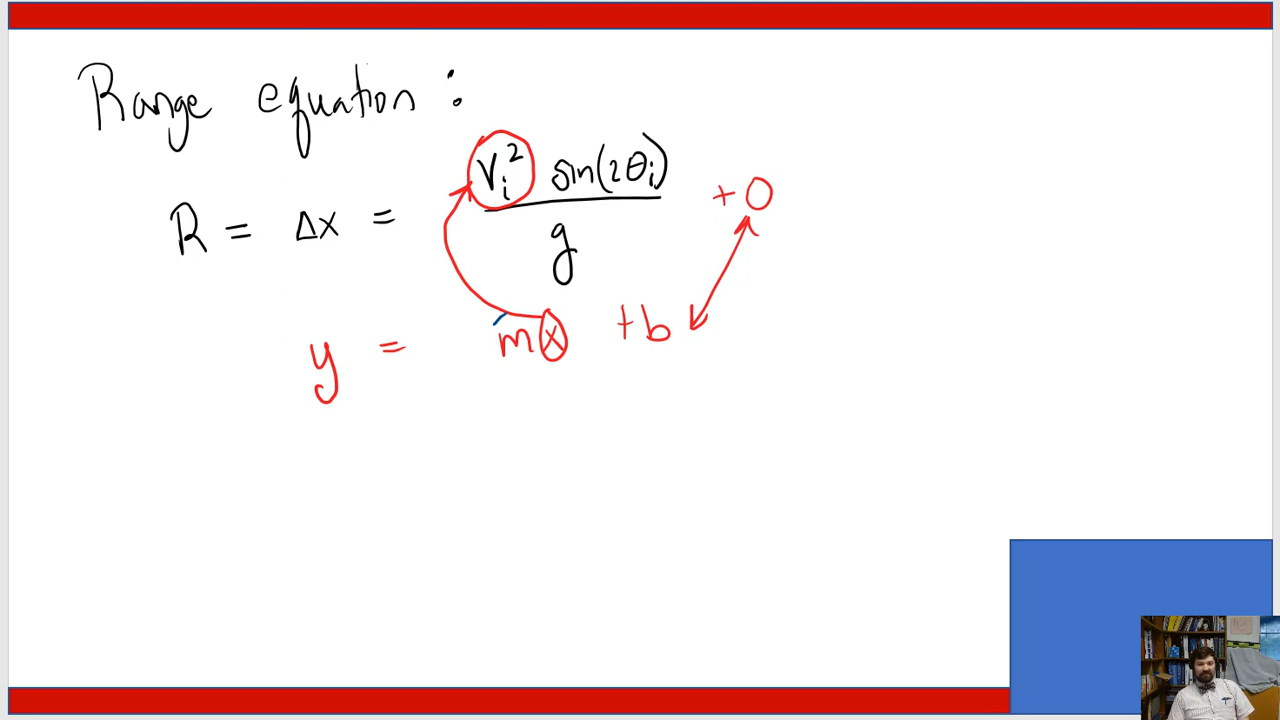 Range equation :
R = Δx = Vᵢ² sin(2θᵢ) / g + 0
y = mx + b